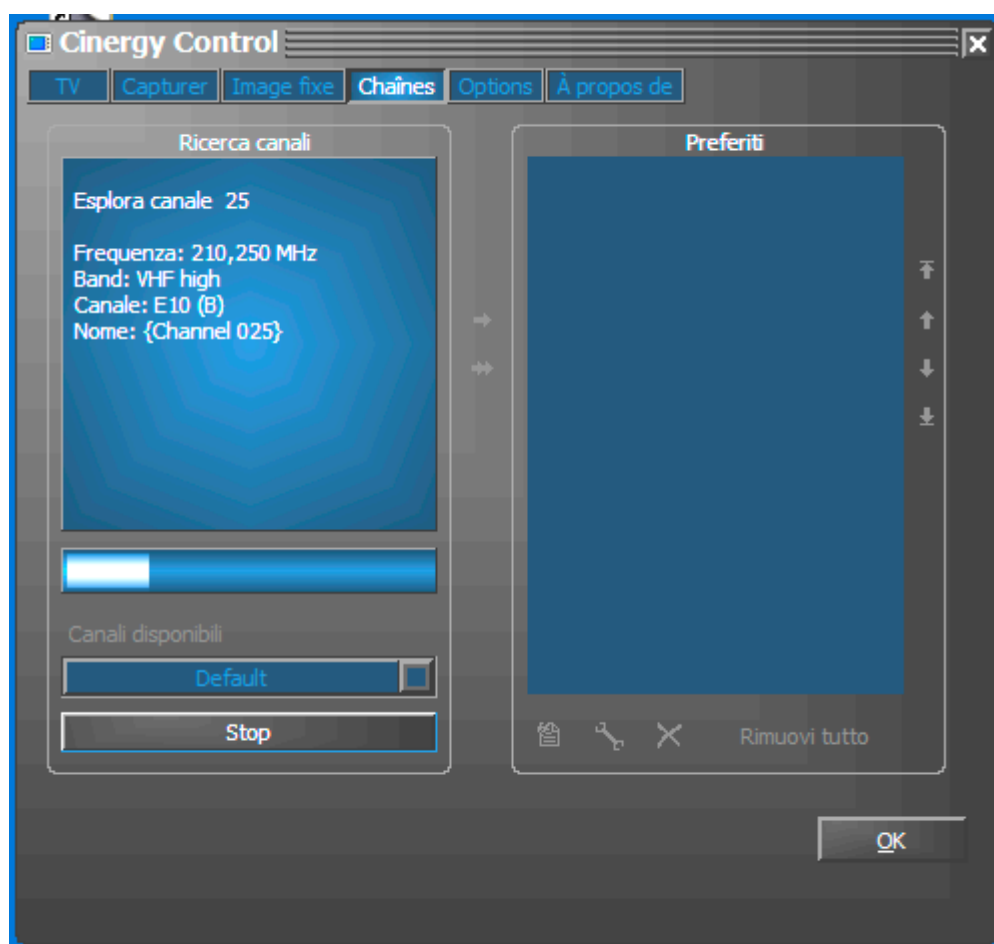 Cinergy Control
TV Capturer Image fixe Chaînes Options À propos de
Ricerca canali
Esplora canale 25
Frequenza: 210,250 MHz
Band: VHF high
Canale: E10 (B)
Nome: {Channel 025}
Canali disponibili
Default
Stop
Preferiti
Rimuovi tutto
OK